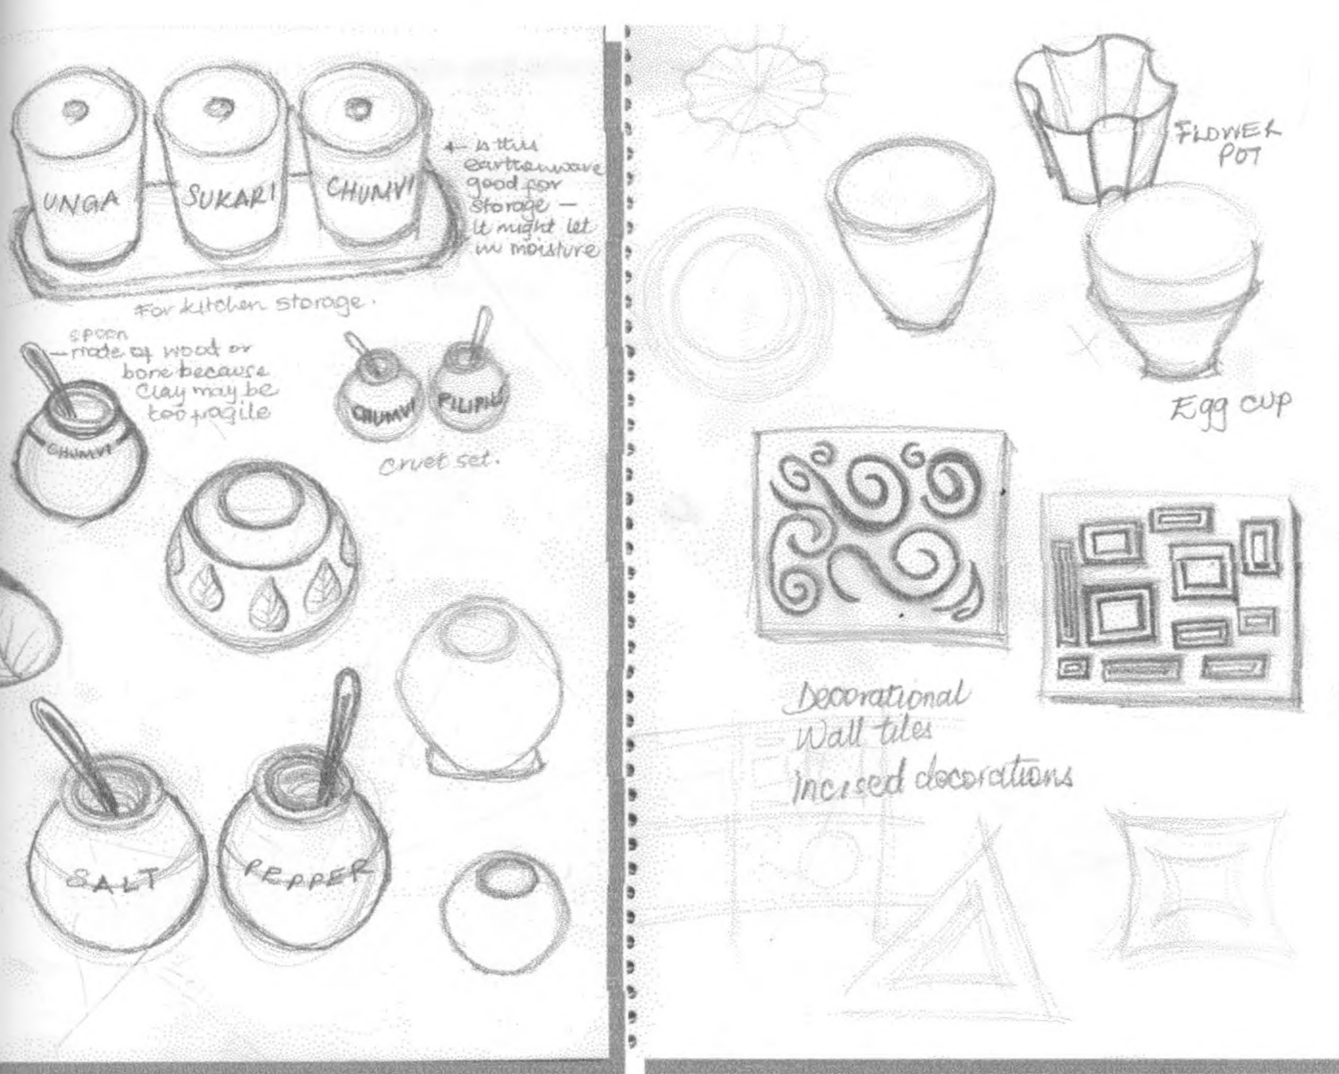 UNGA
SUKARI
CHUMVI
is this
earthenware
good for
storage —
it might let
in moisture
For kitchen storage.
spoon
made of wood or
bone because
Clay may be
too fragile
CHUMVI
CHUMVI
PILIPILI
Cruet set.
SALT
PEPPER
FLOWER
POT
Egg cup
Decorational
Wall tiles
Incised decorations